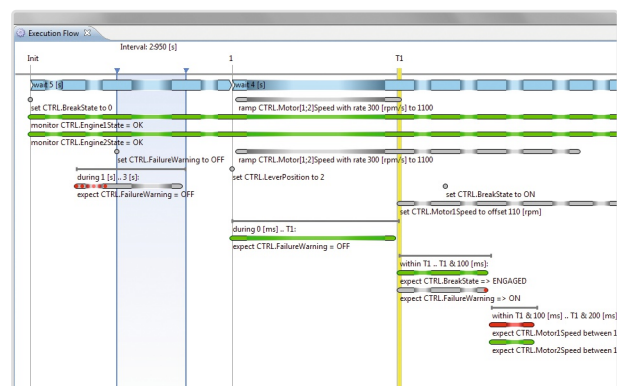 Execution Flow
Interval: 2.950 [s]
Init 1 T1
wait 5 [s] wait 4 [s]
set CTRL.BreakState to 0 ramp CTRL.Motor[1;2]Speed with rate 300 [rpm/s] to 1100
monitor CTRL.Engine1State = OK
monitor CTRL.Engine2State = OK
set CTRL.FailureWarning to OFF ramp CTRL.Motor[1;2]Speed with rate 300 [rpm/s] to 1100
during 1 [s] .. 3 [s]: set CTRL.LeverPosition to 2
expect CTRL.FailureWarning = OFF set CTRL.BreakState to ON
set CTRL.Motor1Speed to offset 110 [rpm]
during 0 [ms] .. T1:
expect CTRL.FailureWarning = OFF
within T1 .. T1 & 100 [ms]:
expect CTRL.BreakState => ENGAGED
expect CTRL.FailureWarning => ON
within T1 & 100 [ms] .. T1 & 200 [ms]
expect CTRL.Motor1Speed between 1
expect CTRL.Motor2Speed between 1